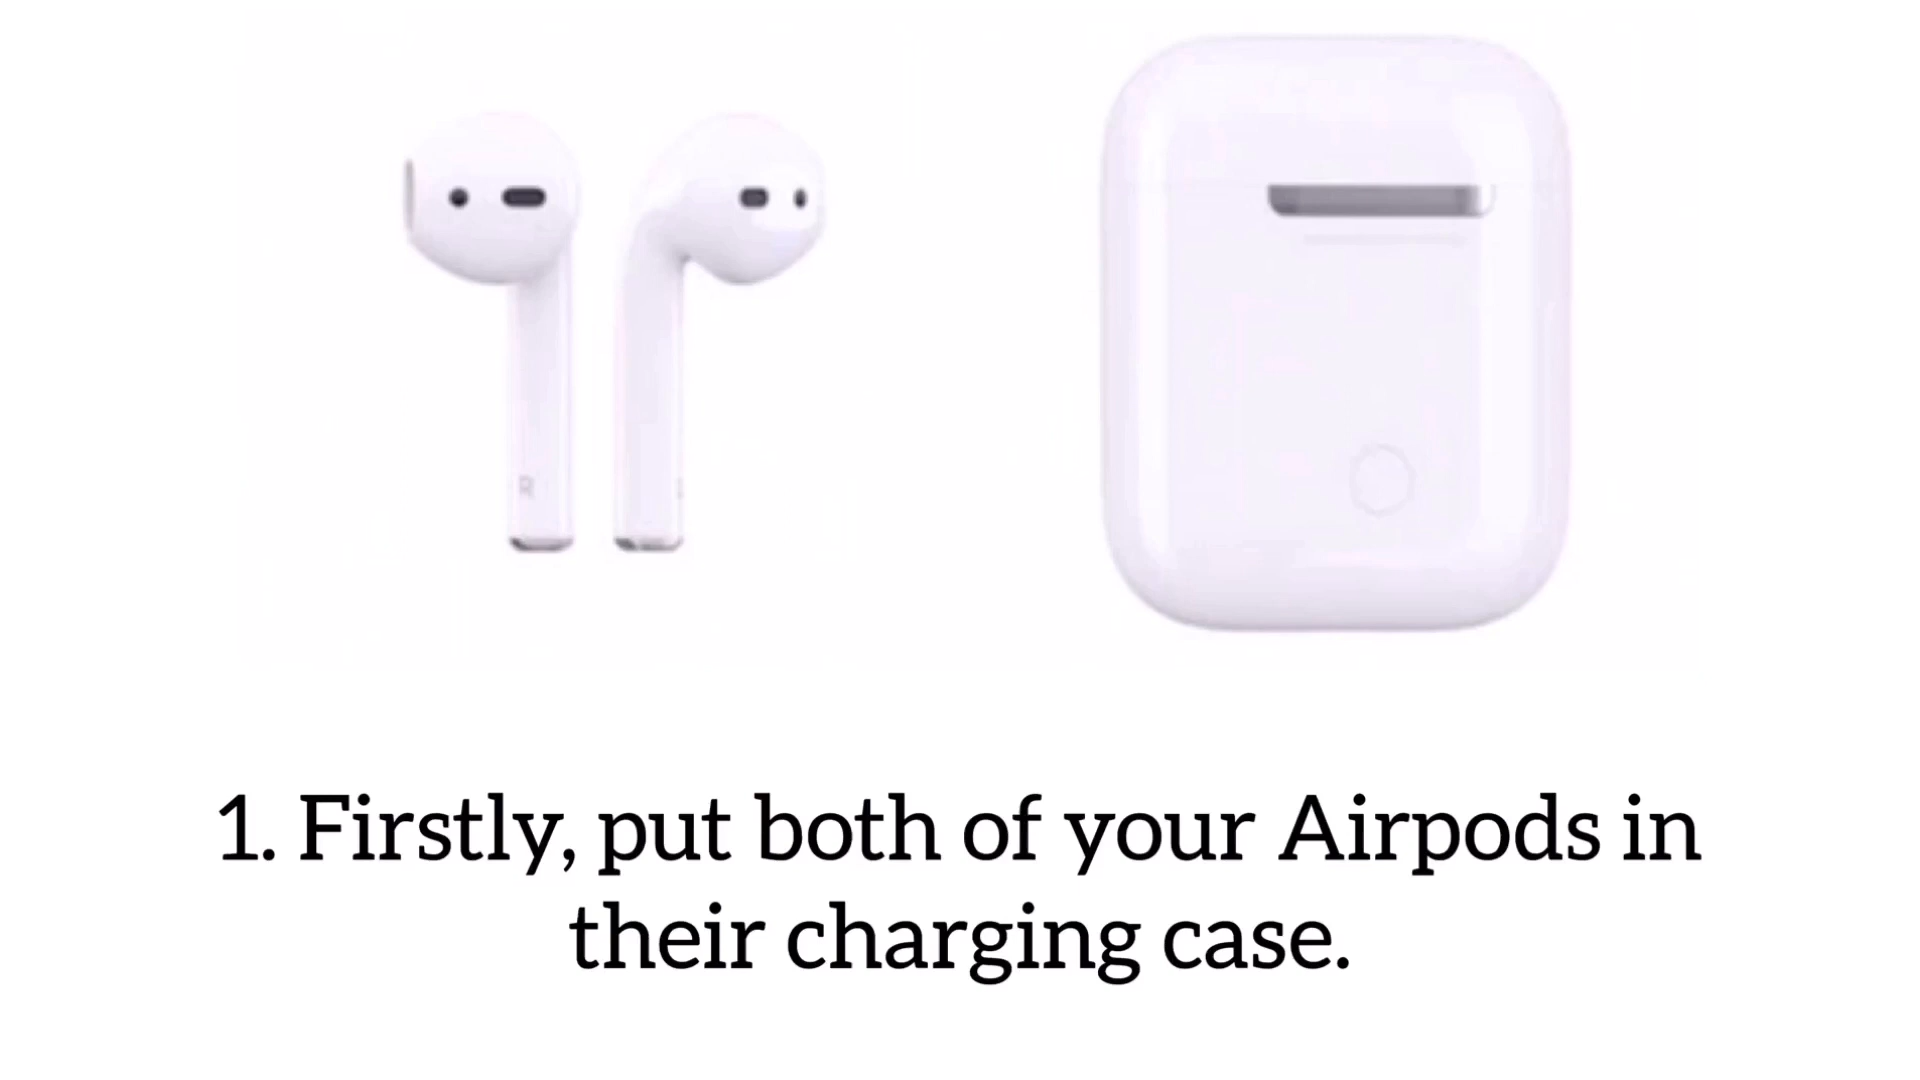 1. Firstly, put both of your Airpods in
their charging case.